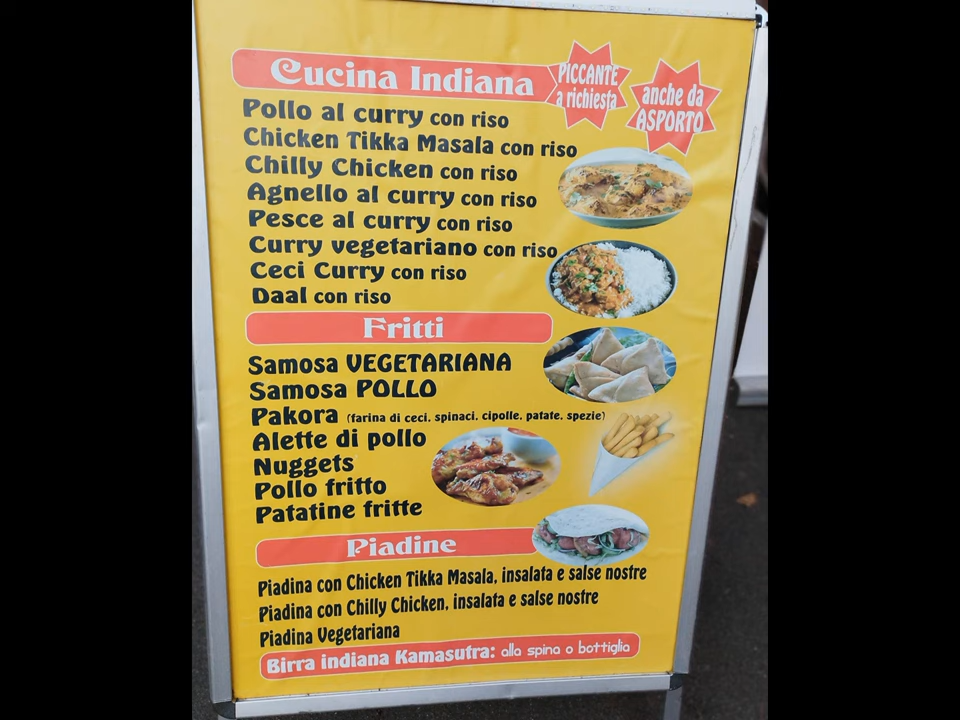 Cucina Indiana
PICCANTE
a richiesta
anche da
ASPORTO
Pollo al curry con riso
Chicken Tikka Masala con riso
Chilly Chicken con riso
Agnello al curry con riso
Pesce al curry con riso
Curry vegetariano con riso
Ceci Curry con riso
Daal con riso
Fritti
Samosa VEGETARIANA
Samosa POLLO
Pakora (farina di ceci, spinaci, cipolle, patate, spezie)
Alette di pollo
Nuggets
Pollo fritto
Patatine fritte
Piadine
Piadina con Chicken Tikka Masala, insalata e salse nostre
Piadina con Chilly Chicken, insalata e salse nostre
Piadina Vegetariana
Birra indiana Kamasutra: alla spina o bottiglia